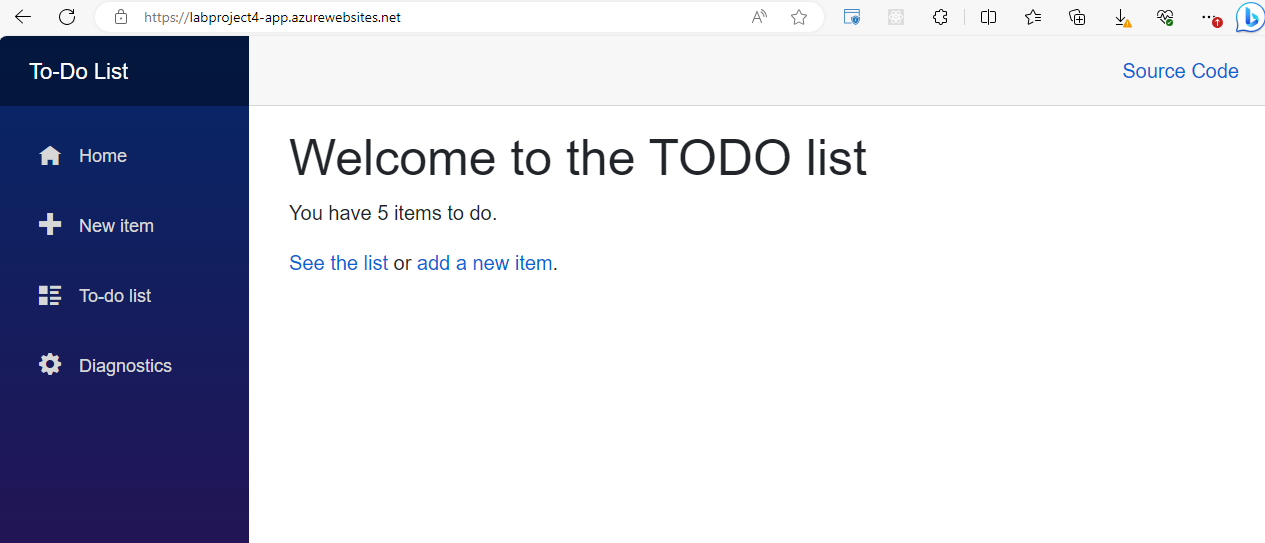 https://labproject4-app.azurewebsites.net
To-Do List
Source Code
Home
New item
To-do list
Diagnostics
Welcome to the TODO list
You have 5 items to do.
See the list or add a new item.